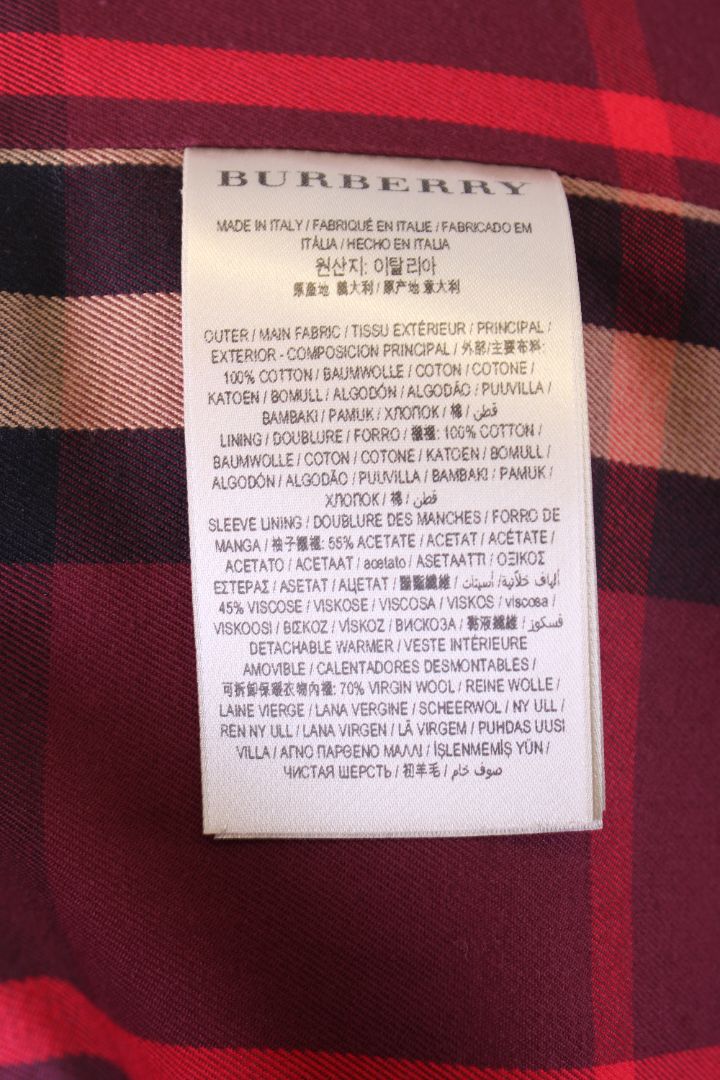 BURBERRY
MADE IN ITALY / FABRIQUÉ EN ITALIE / FABRICADO EM
ITÁLIA / HECHO EN ITALIA
원산지: 이탈리아
原產地 義大利 / 原产地 意大利
OUTER / MAIN FABRIC / TISSU EXTÉRIEUR / PRINCIPAL /
EXTERIOR - COMPOSICION PRINCIPAL / 外部/主要布料:
100% COTTON / BAUMWOLLE / COTON / COTONE /
KATOEN / BOMULL / ALGODÓN / ALGODÃO / PUUVILLA /
BAMBAKI / PAMUK / ХЛОПОК / 棉 / قطن /
LINING / DOUBLURE / FORRO / 襯裡: 100% COTTON /
BAUMWOLLE / COTON / COTONE / KATOEN / BOMULL /
ALGODÓN / ALGODÃO / PUUVILLA / BAMBAKI / PAMUK /
ХЛОПОК / 棉 / قطن /
SLEEVE LINING / DOUBLURE DES MANCHES / FORRO DE
MANGA / 袖子襯裡: 55% ACETATE / ACETAT / ACÉTATE /
ACETATO / ACETAAT / acetato / ASETAATTI / ΟΞΙΚΟΣ
ΕΣΤΕΡΑΣ / ASETAT / АЦЕТАТ / 醋酯纖維 / ألياف خلاتية/ أسيتات /
45% VISCOSE / VISKOSE / VISCOSA / VISKOS / viscosa /
VISKOOSI / ΒΙΣΚΟΖ / VİSKOZ / ВИСКОЗА / 黏液纖維 / فسكوز /
DETACHABLE WARMER / VESTE INTÉRIEURE
AMOVIBLE / CALENTADORES DESMONTABLES /
可拆卸保暖衣物內裡: 70% VIRGIN WOOL / REINE WOLLE /
LAINE VIERGE / LANA VERGINE / SCHEERWOL / NY ULL /
REN NY ULL / LANA VIRGEN / LÃ VIRGEM / PUHDAS UUSI
VILLA / ΑΓΝΟ ΠΑΡΘΕΝΟ ΜΑΛΛΙ / İŞLENMEMİŞ YÜN /
ЧИСТАЯ ШЕРСТЬ / 初羊毛 / صوف خام /